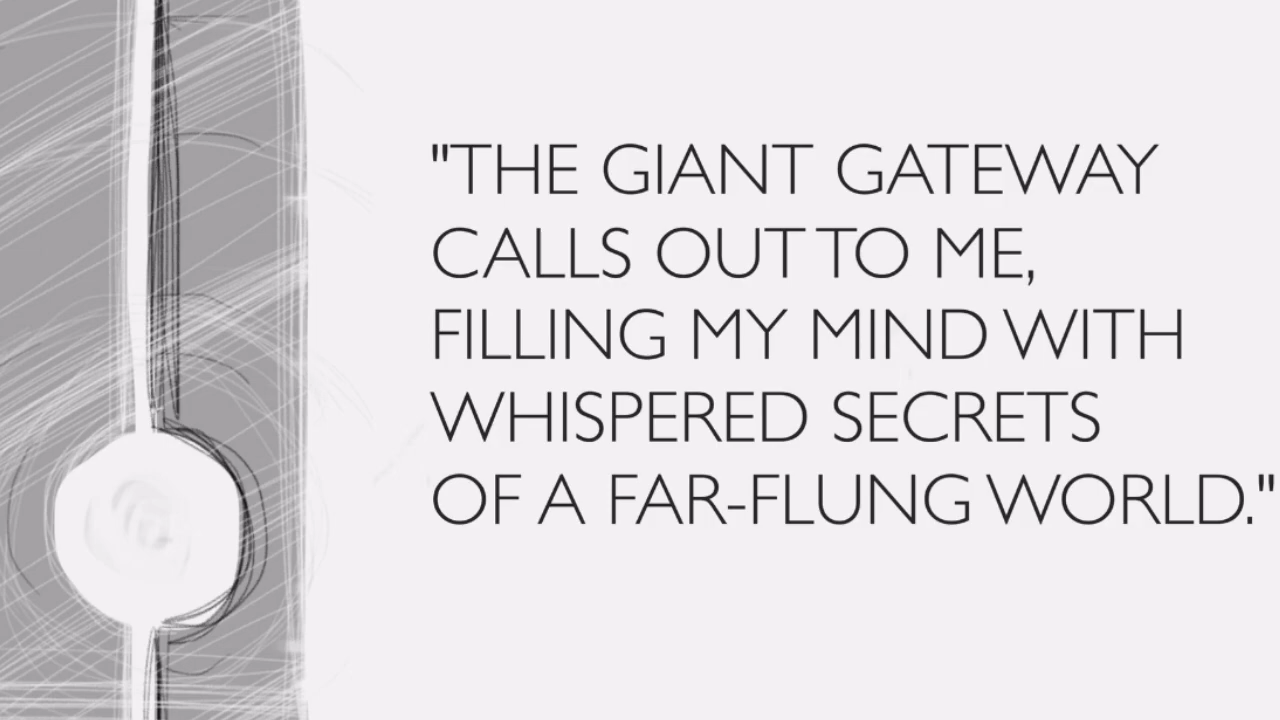 "THE GIANT GATEWAY
CALLS OUT TO ME,
FILLING MY MIND WITH
WHISPERED SECRETS
OF A FAR-FLUNG WORLD."